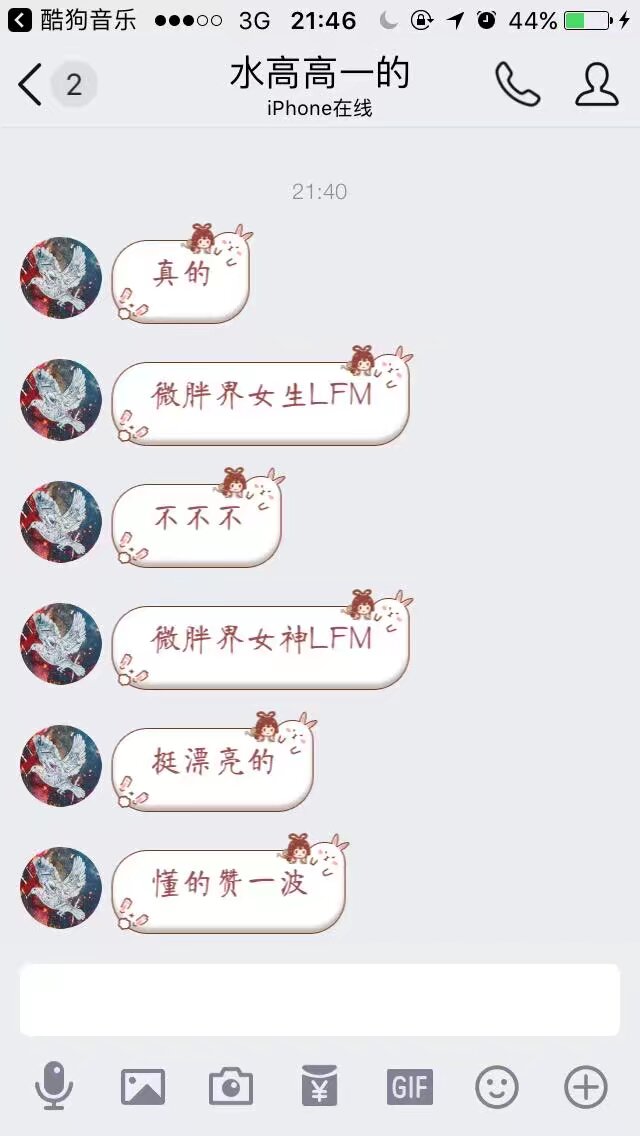 酷狗音乐 3G 21:46 44%
2 水高高一的
iPhone在线
21:40
真的
微胖界女生LFM
不不不
微胖界女神LFM
挺漂亮的
懂的赞一波
¥ GIF